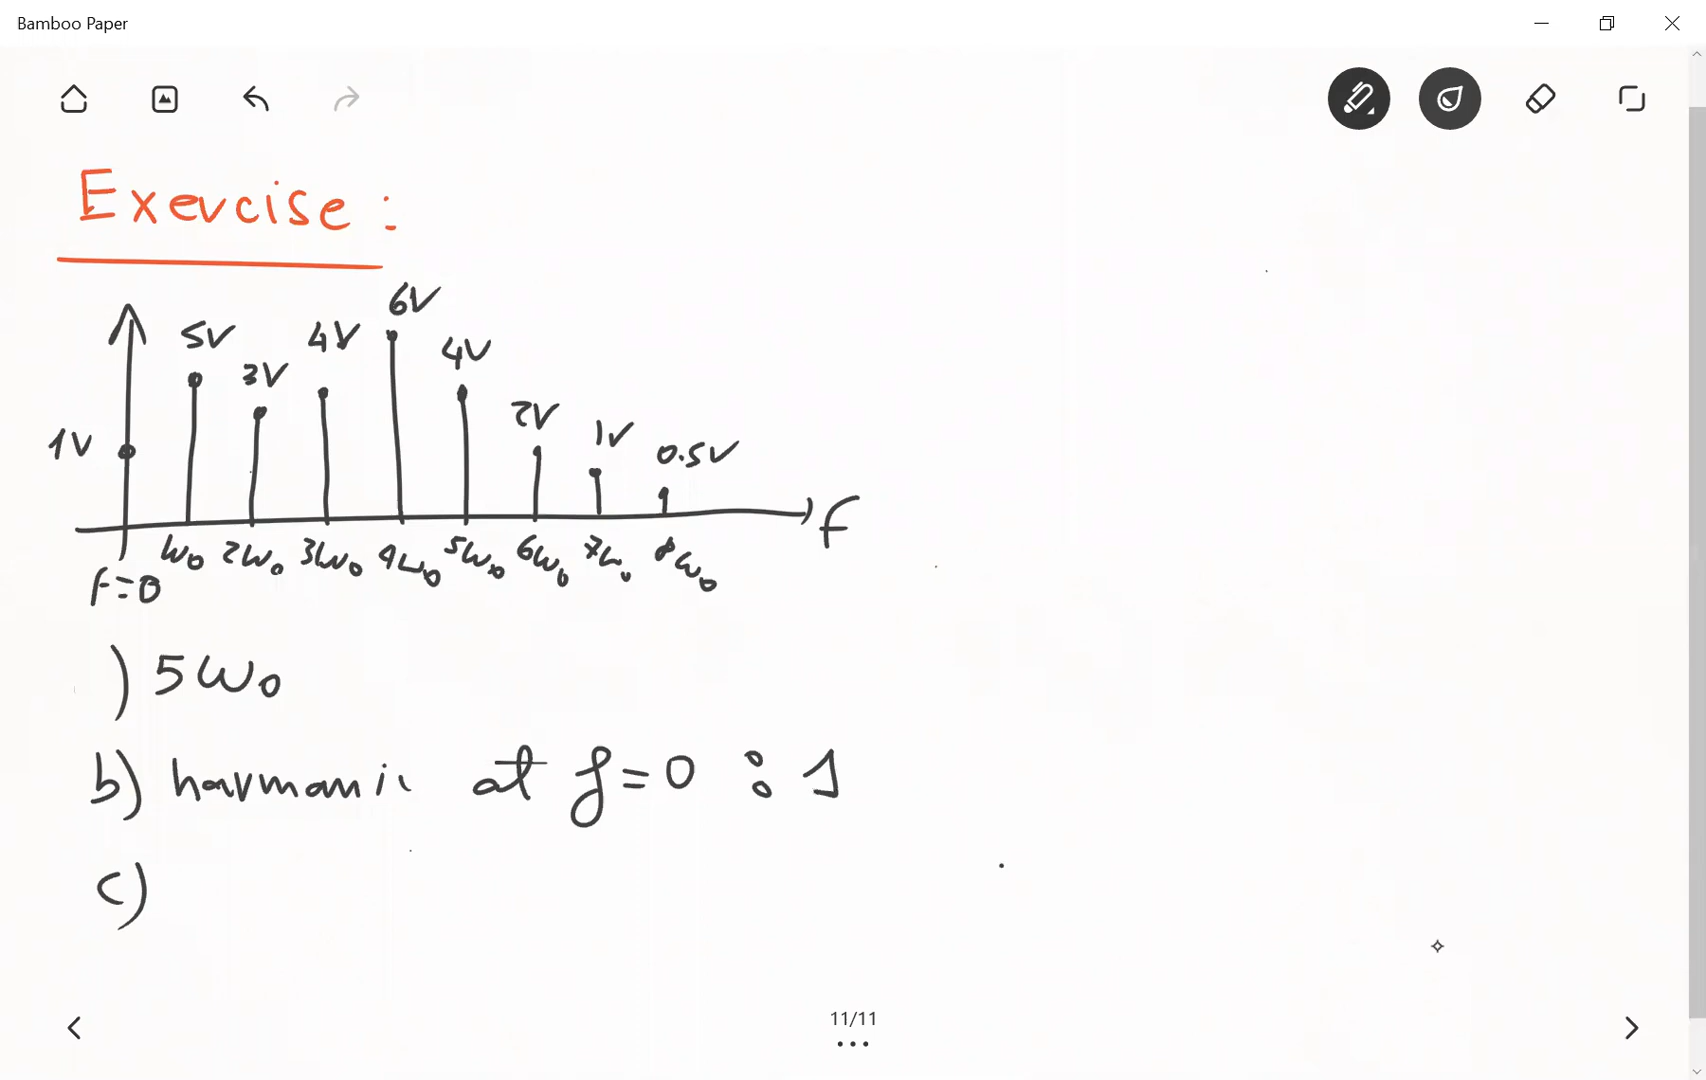 Bamboo Paper
Exercise:
6V
5V
4V
4V
3V
2V
1V
1V
0.5V
f
ω₀ 2ω₀ 3ω₀ 4ω₀ 5ω₀ 6ω₀ 7ω₀ 8ω₀
f=0
) 5ω₀
b) harmonic at f=0 : 1
c)
11/11